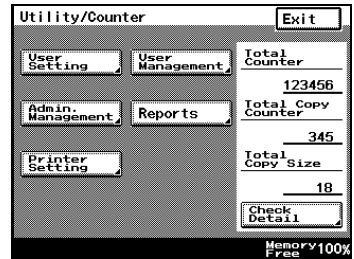 Utility/Counter
Exit
User
Setting
User
Management
Admin.
Management
Reports
Printer
Setting
Total
Counter
123456
Total Copy
Counter
345
Total
Copy Size
18
Check
Detail
Memory
Free 100%